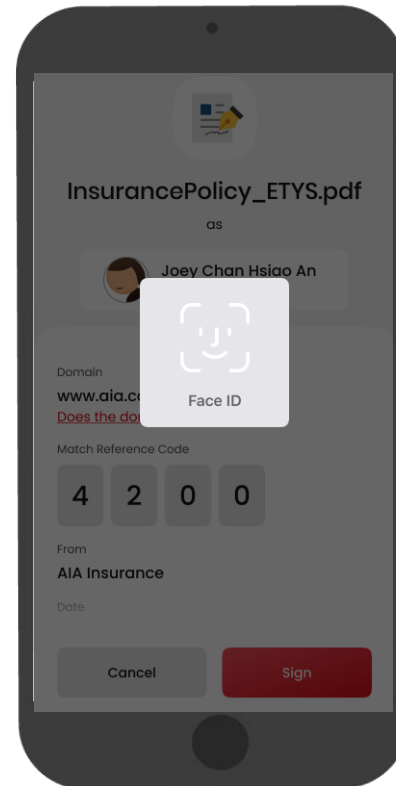 InsurancePolicy_ETYS.pdf
as
Joey Chan Hsiao An
Face ID
Domain
www.aia.c
Does the do
Match Reference Code
4 2 0 0
From
AIA Insurance
Date
Cancel
Sign